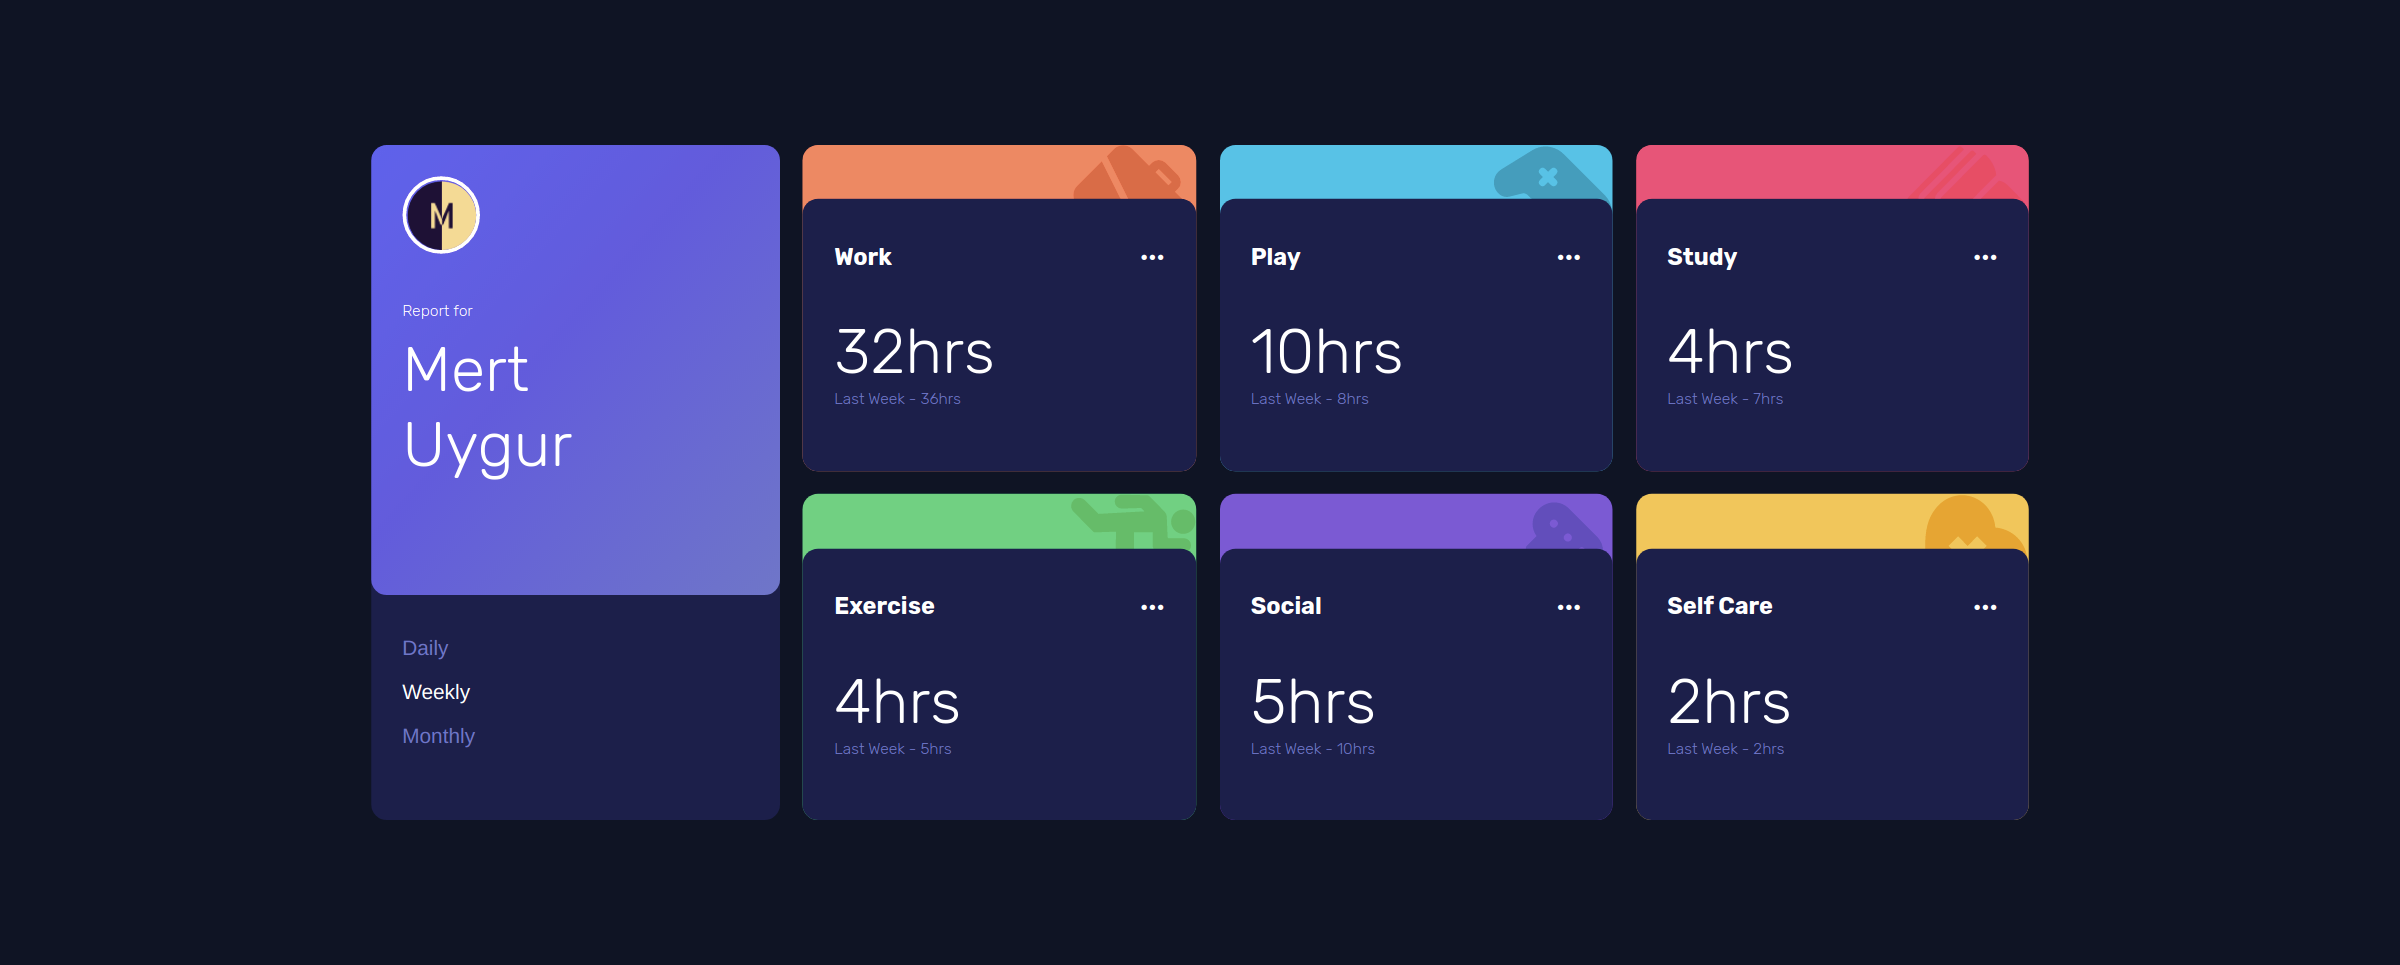 M
Report for
Mert
Uygur
Daily
Weekly
Monthly
Work
32hrs
Last Week - 36hrs
Play
10hrs
Last Week - 8hrs
Study
4hrs
Last Week - 7hrs
Exercise
4hrs
Last Week - 5hrs
Social
5hrs
Last Week - 10hrs
Self Care
2hrs
Last Week - 2hrs